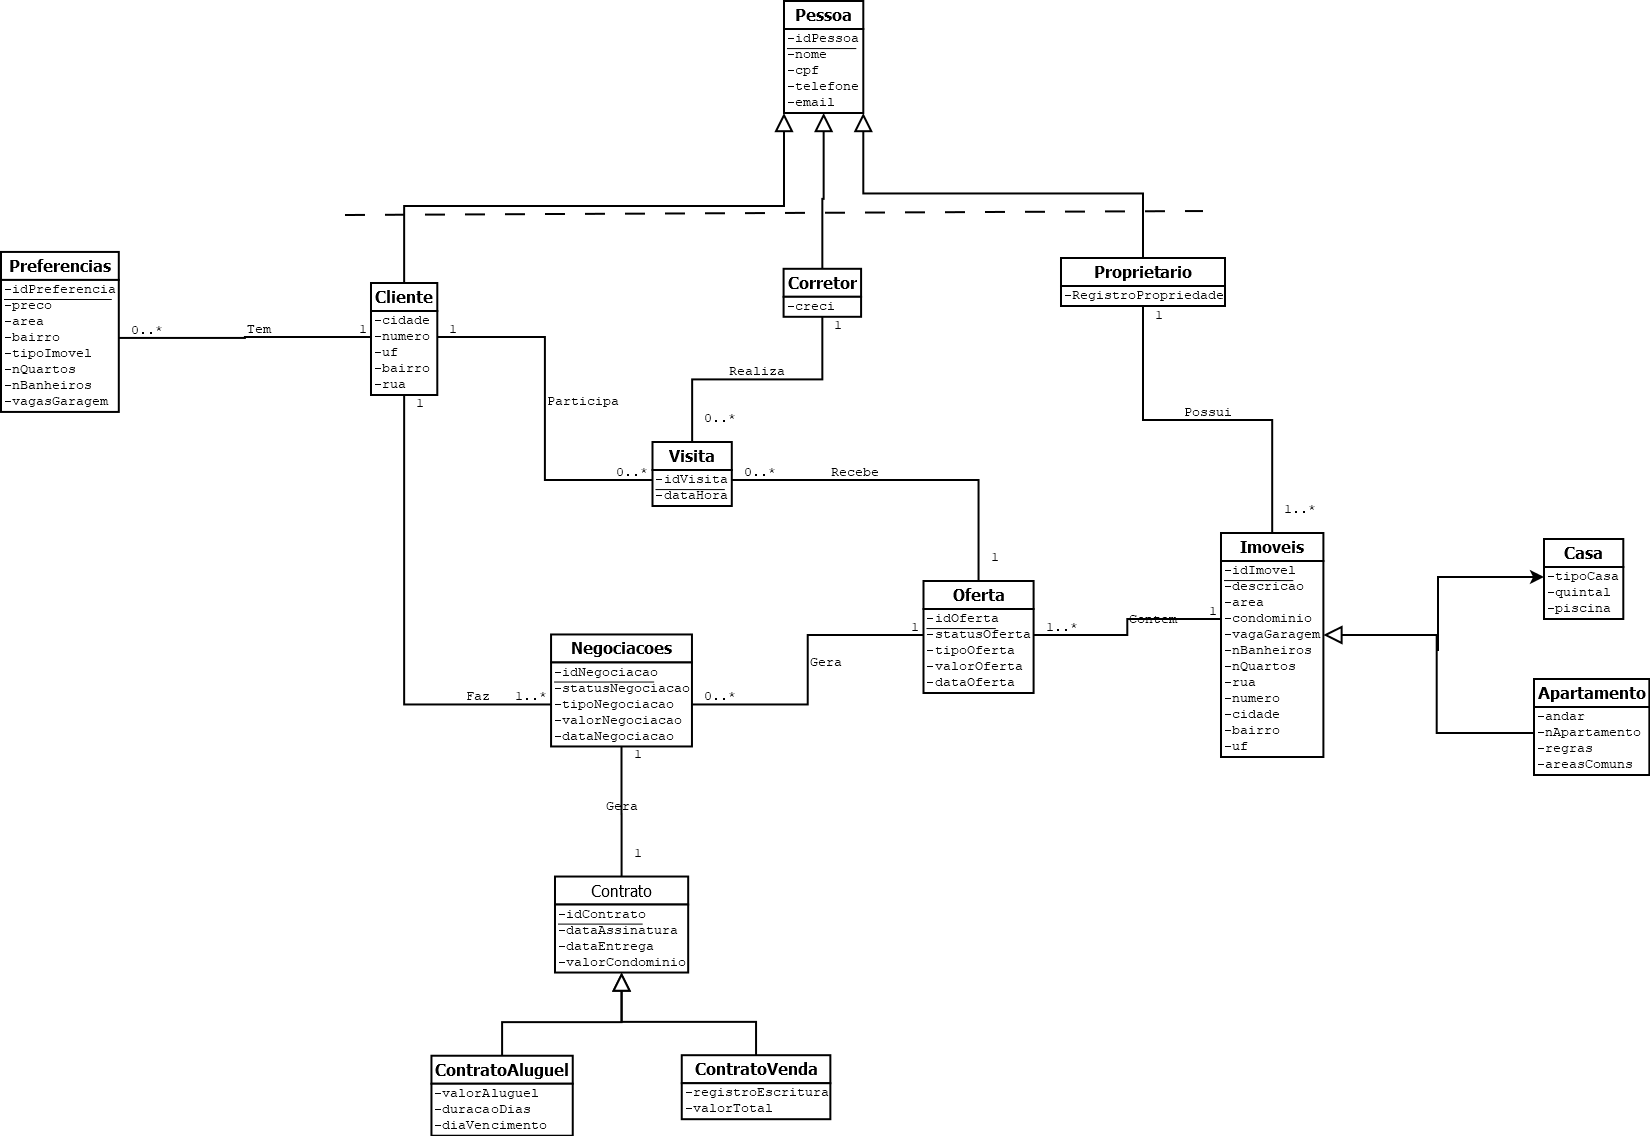 Pessoa
-idPessoa
-nome
-cpf
-telefone
-email
Preferencias
-idPreferencia
-preco
-area
-bairro
-tipoImovel
-nQuartos
-nBanheiros
-vagasGaragem
0..*
Tem
1
Cliente
-cidade
-numero
-uf
-bairro
-rua
1
1
Participa
Corretor
-creci
1
Realiza
0..*
Proprietario
-RegistroPropriedade
1
Possui
1..*
0..*
Visita
-idVisita
-dataHora
0..*
Recebe
1
Oferta
-idOferta
-statusOferta
-tipoOferta
-valorOferta
-dataOferta
1..*
Contem
1
Imoveis
-idImovel
-descricao
-area
-condominio
-vagaGaragem
-nBanheiros
-nQuartos
-rua
-numero
-cidade
-bairro
-uf
Casa
-tipoCasa
-quintal
-piscina
Apartamento
-andar
-nApartamento
-regras
-areasComuns
1
Gera
0..*
Faz
1..*
Negociacoes
-idNegociacao
-statusNegociacao
-tipoNegociacao
-valorNegociacao
-dataNegociacao
1
Gera
1
Contrato
-idContrato
-dataAssinatura
-dataEntrega
-valorCondominio
ContratoAluguel
-valorAluguel
-duracaoDias
-diaVencimento
ContratoVenda
-registroEscritura
-valorTotal